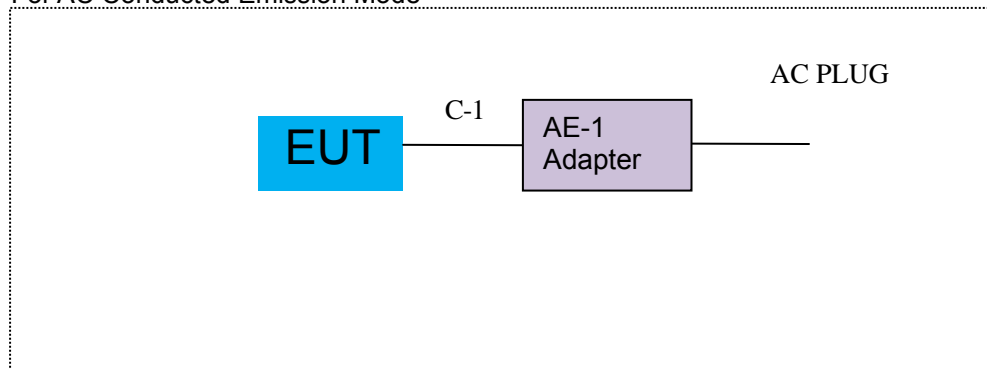 For AC Conducted Emission Mode
AC PLUG
C-1
EUT
AE-1
Adapter